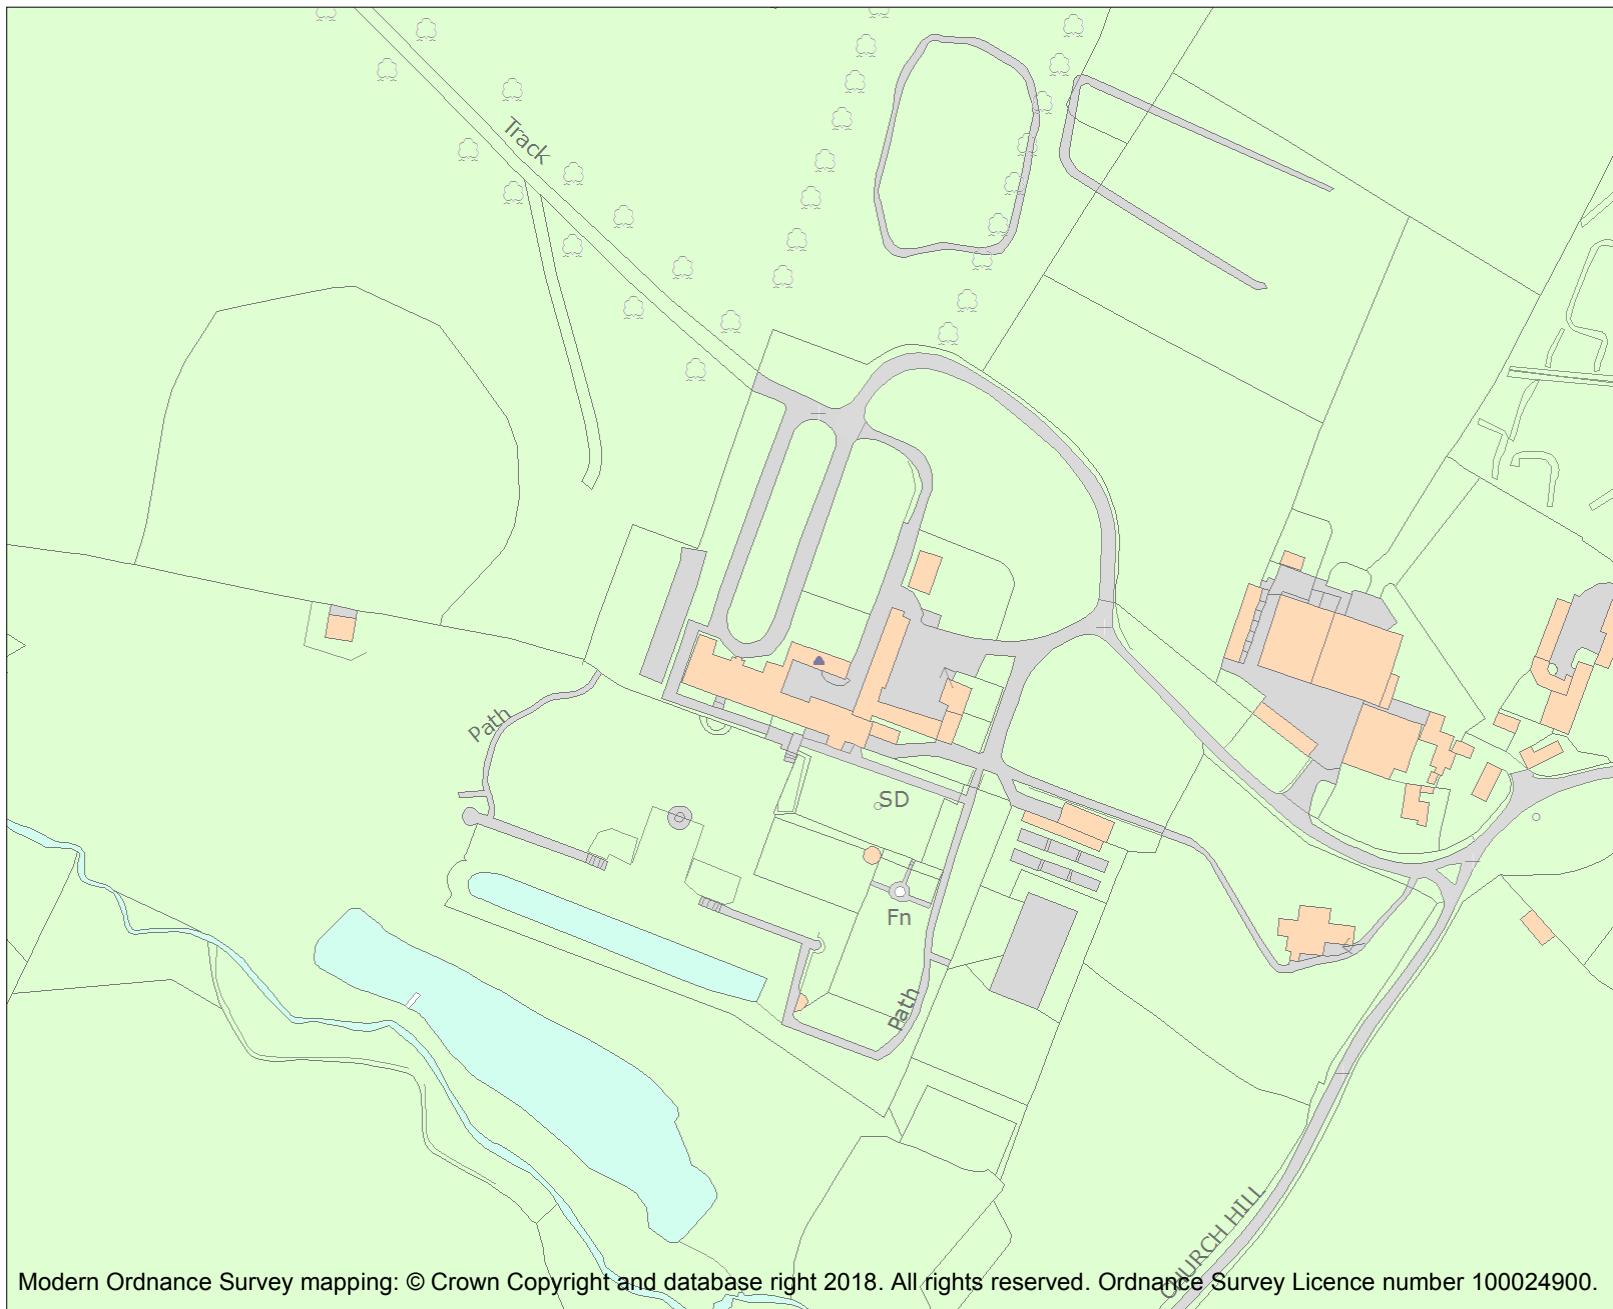 Track
Path
SD
Fn
Path
CHURCH HILL
Modern Ordnance Survey mapping: © Crown Copyright and database right 2018. All rights reserved. Ordnance Survey Licence number 100024900.